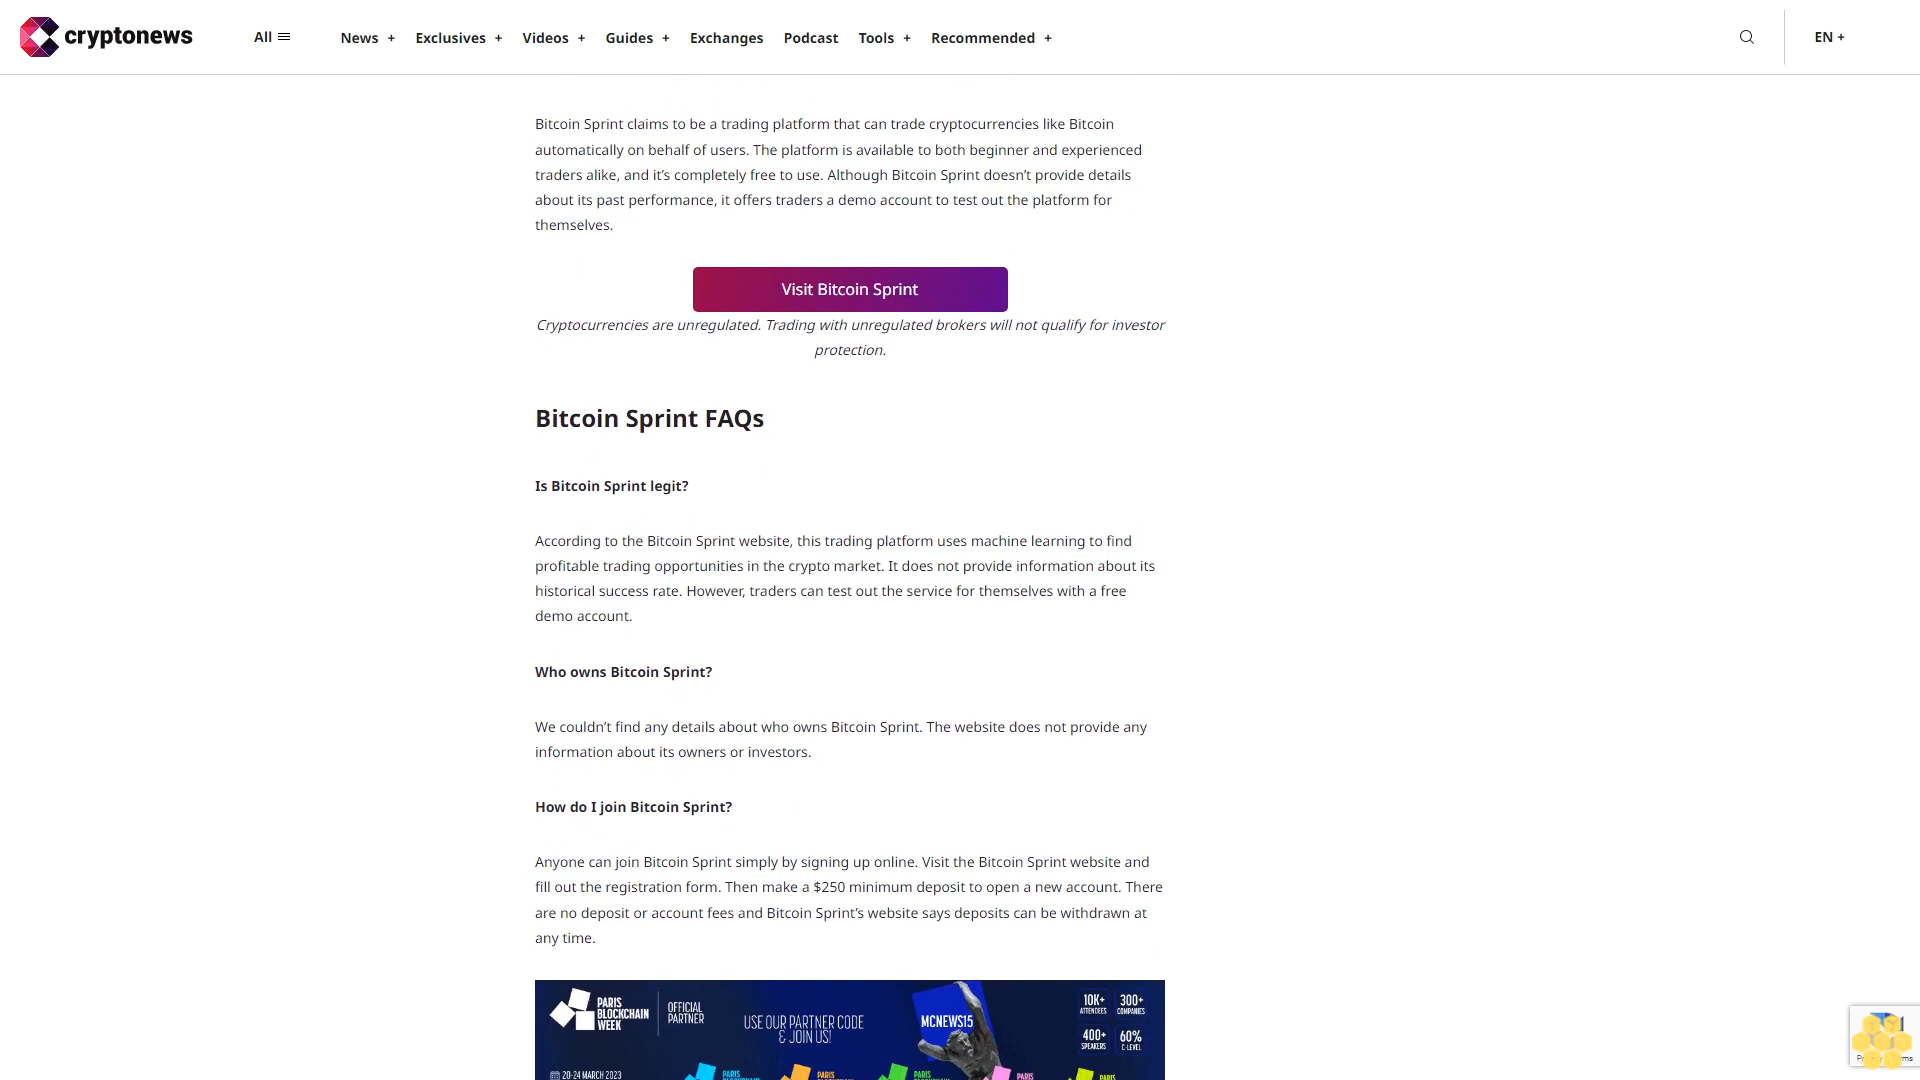 cryptonews
All
News +
Exclusives +
Videos +
Guides +
Exchanges
Podcast
Tools +
Recommended +
EN +
Bitcoin Sprint claims to be a trading platform that can trade cryptocurrencies like Bitcoin
automatically on behalf of users. The platform is available to both beginner and experienced
traders alike, and it’s completely free to use. Although Bitcoin Sprint doesn’t provide details
about its past performance, it offers traders a demo account to test out the platform for
themselves.
Visit Bitcoin Sprint
Cryptocurrencies are unregulated. Trading with unregulated brokers will not qualify for investor
protection.
Bitcoin Sprint FAQs
Is Bitcoin Sprint legit?
According to the Bitcoin Sprint website, this trading platform uses machine learning to find
profitable trading opportunities in the crypto market. It does not provide information about its
historical success rate. However, traders can test out the service for themselves with a free
demo account.
Who owns Bitcoin Sprint?
We couldn’t find any details about who owns Bitcoin Sprint. The website does not provide any
information about its owners or investors.
How do I join Bitcoin Sprint?
Anyone can join Bitcoin Sprint simply by signing up online. Visit the Bitcoin Sprint website and
fill out the registration form. Then make a $250 minimum deposit to open a new account. There
are no deposit or account fees and Bitcoin Sprint’s website says deposits can be withdrawn at
any time.
PARIS
BLOCKCHAIN
WEEK
OFFICIAL
PARTNER
USE OUR PARTNER CODE
& JOIN US!
MCNEWS15
10K+
ATTENDEES
300+
COMPANIES
400+
SPEAKERS
60%
C-LEVEL
20-24 MARCH 2023
PARIS
PARIS
PARIS
PARIS
PARIS